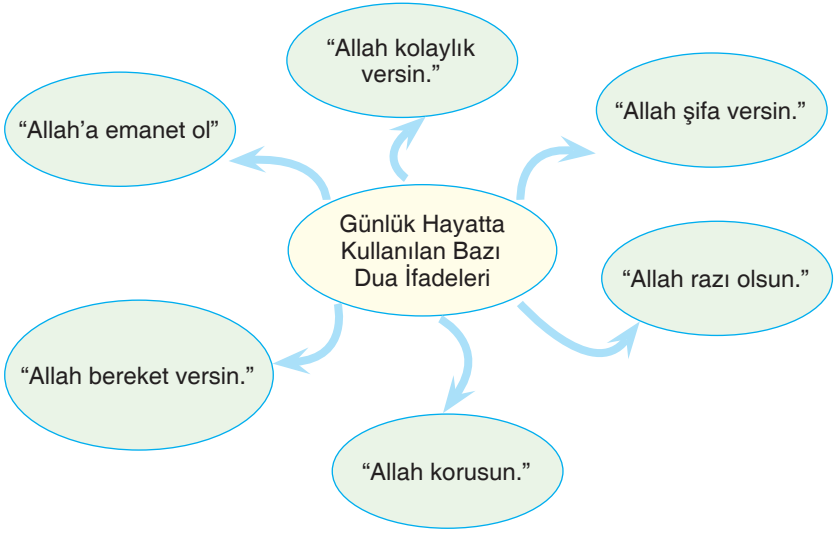 “Allah kolaylık
versin.”
“Allah’a emanet ol”
“Allah şifa versin.”
Günlük Hayatta
Kullanılan Bazı
Dua İfadeleri
“Allah razı olsun.”
“Allah bereket versin.”
“Allah korusun.”